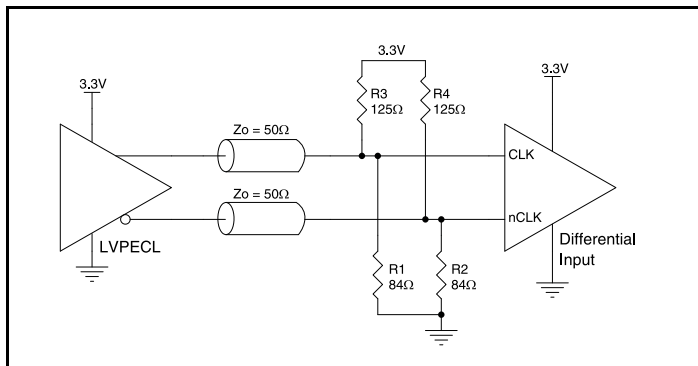 3.3V
3.3V
3.3V
R3
125Ω
R4
125Ω
Zo = 50Ω
CLK
Zo = 50Ω
nCLK
LVPECL
Differential
Input
R1
84Ω
R2
84Ω